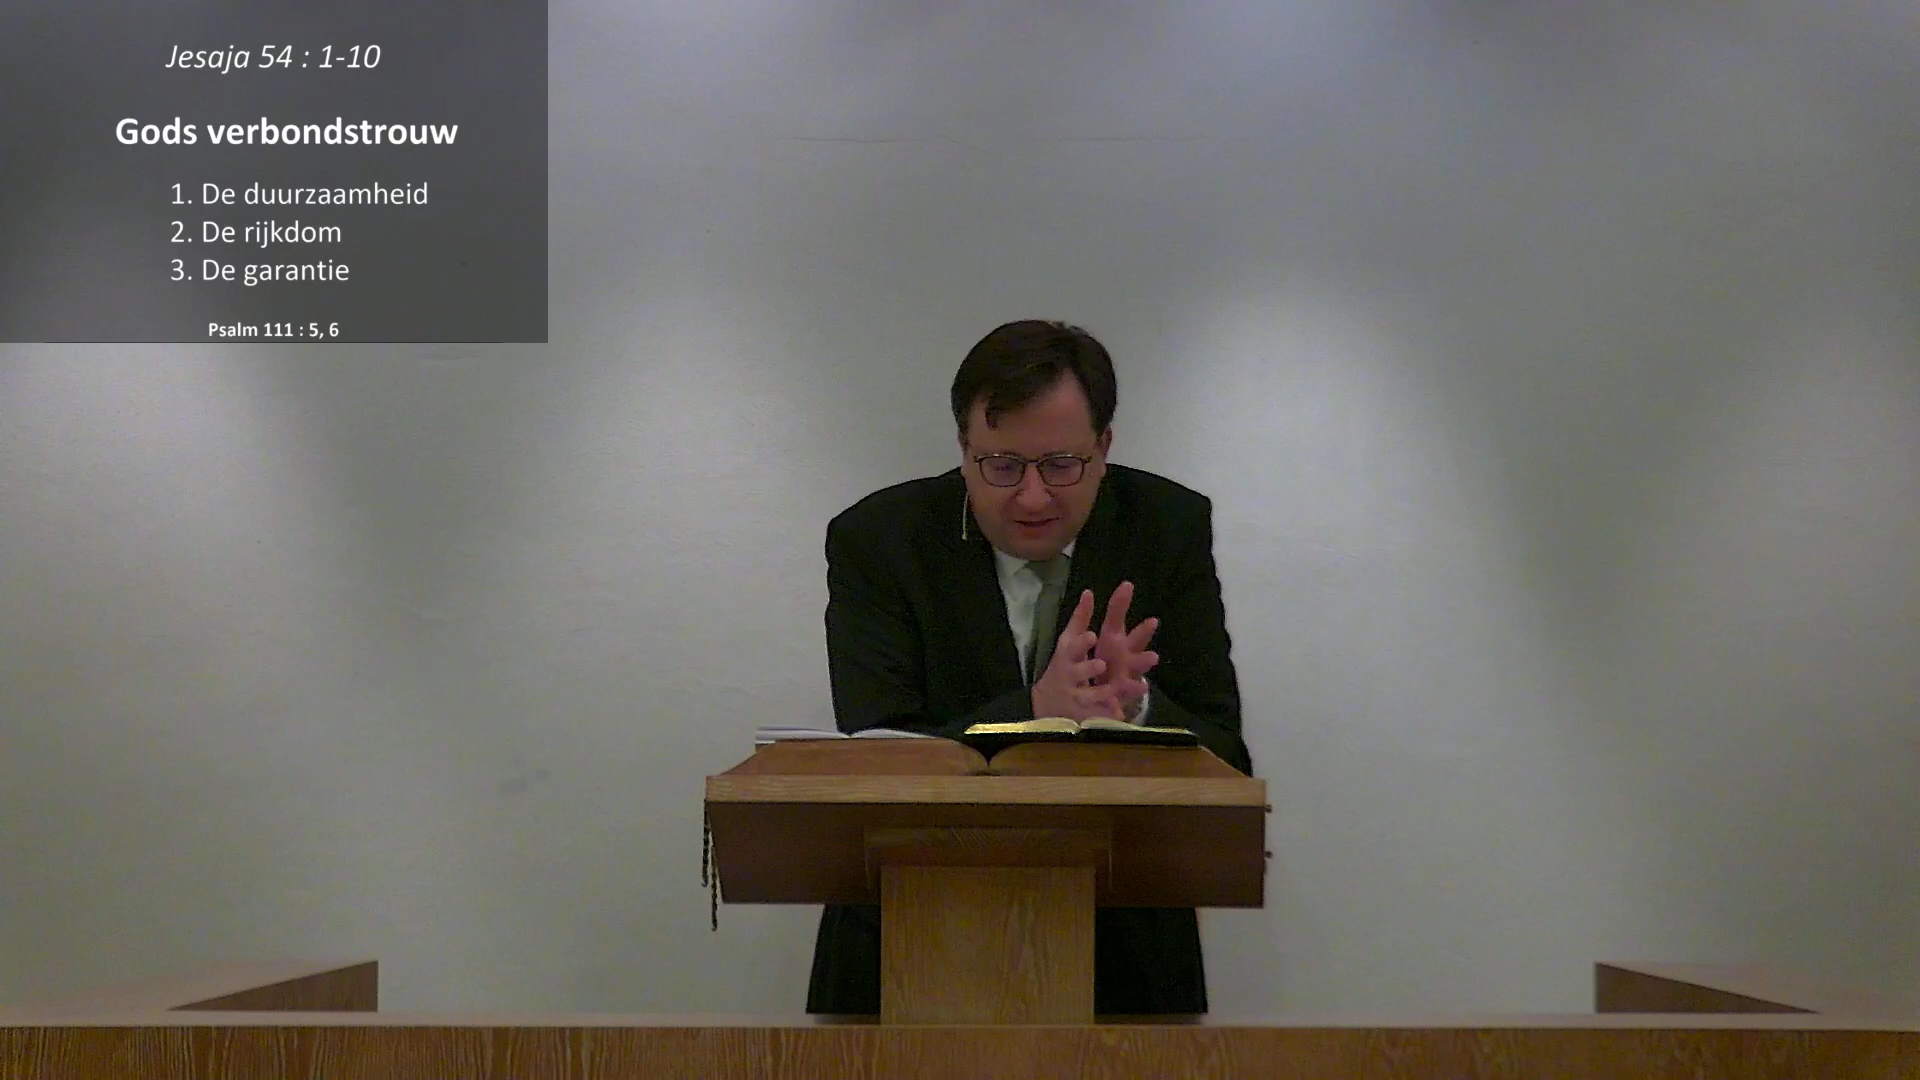 Jesaja 54 : 1-10
Gods verbondstrouw
1. De duurzaamheid
2. De rijkdom
3. De garantie
Psalm 111 : 5, 6